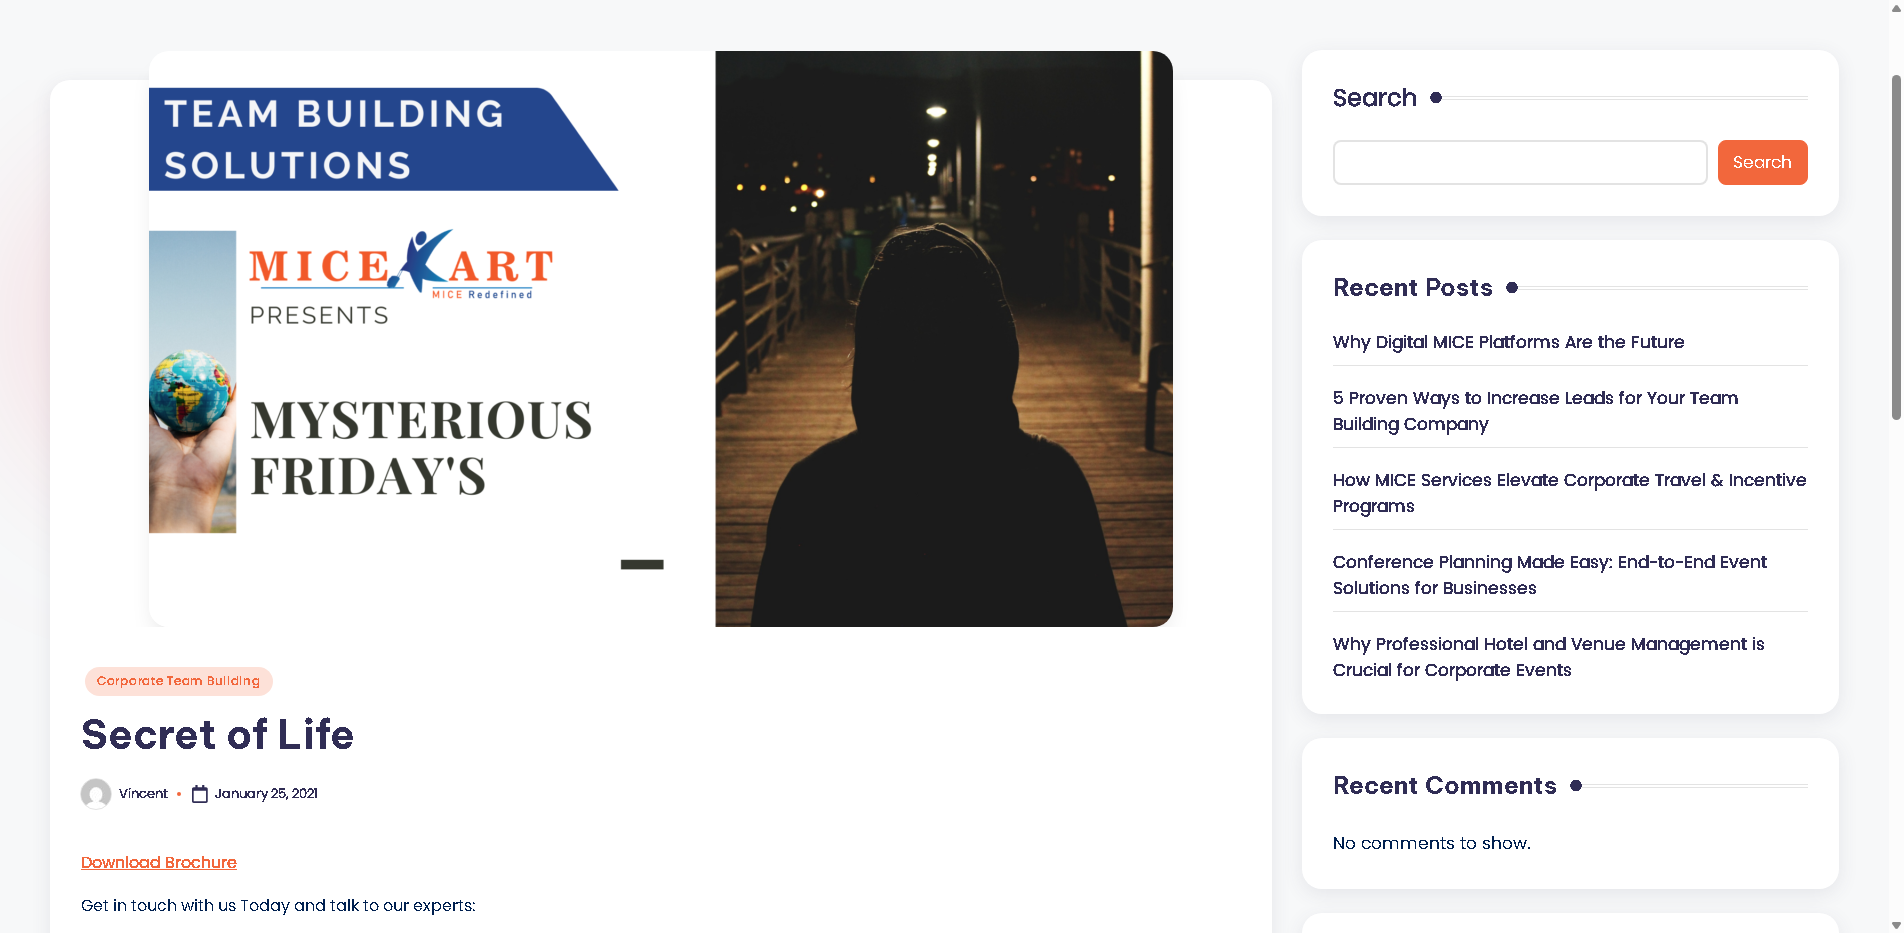 TEAM BUILDING
SOLUTIONS
MICE KART
MICE Redefined
PRESENTS
MYSTERIOUS
FRIDAY'S
Corporate Team Building
Secret of Life
Vincent • January 25, 2021
Download Brochure
Get in touch with us Today and talk to our experts:
Search
Search
Recent Posts
Why Digital MICE Platforms Are the Future
5 Proven Ways to Increase Leads for Your Team
Building Company
How MICE Services Elevate Corporate Travel & Incentive
Programs
Conference Planning Made Easy: End-to-End Event
Solutions for Businesses
Why Professional Hotel and Venue Management is
Crucial for Corporate Events
Recent Comments
No comments to show.